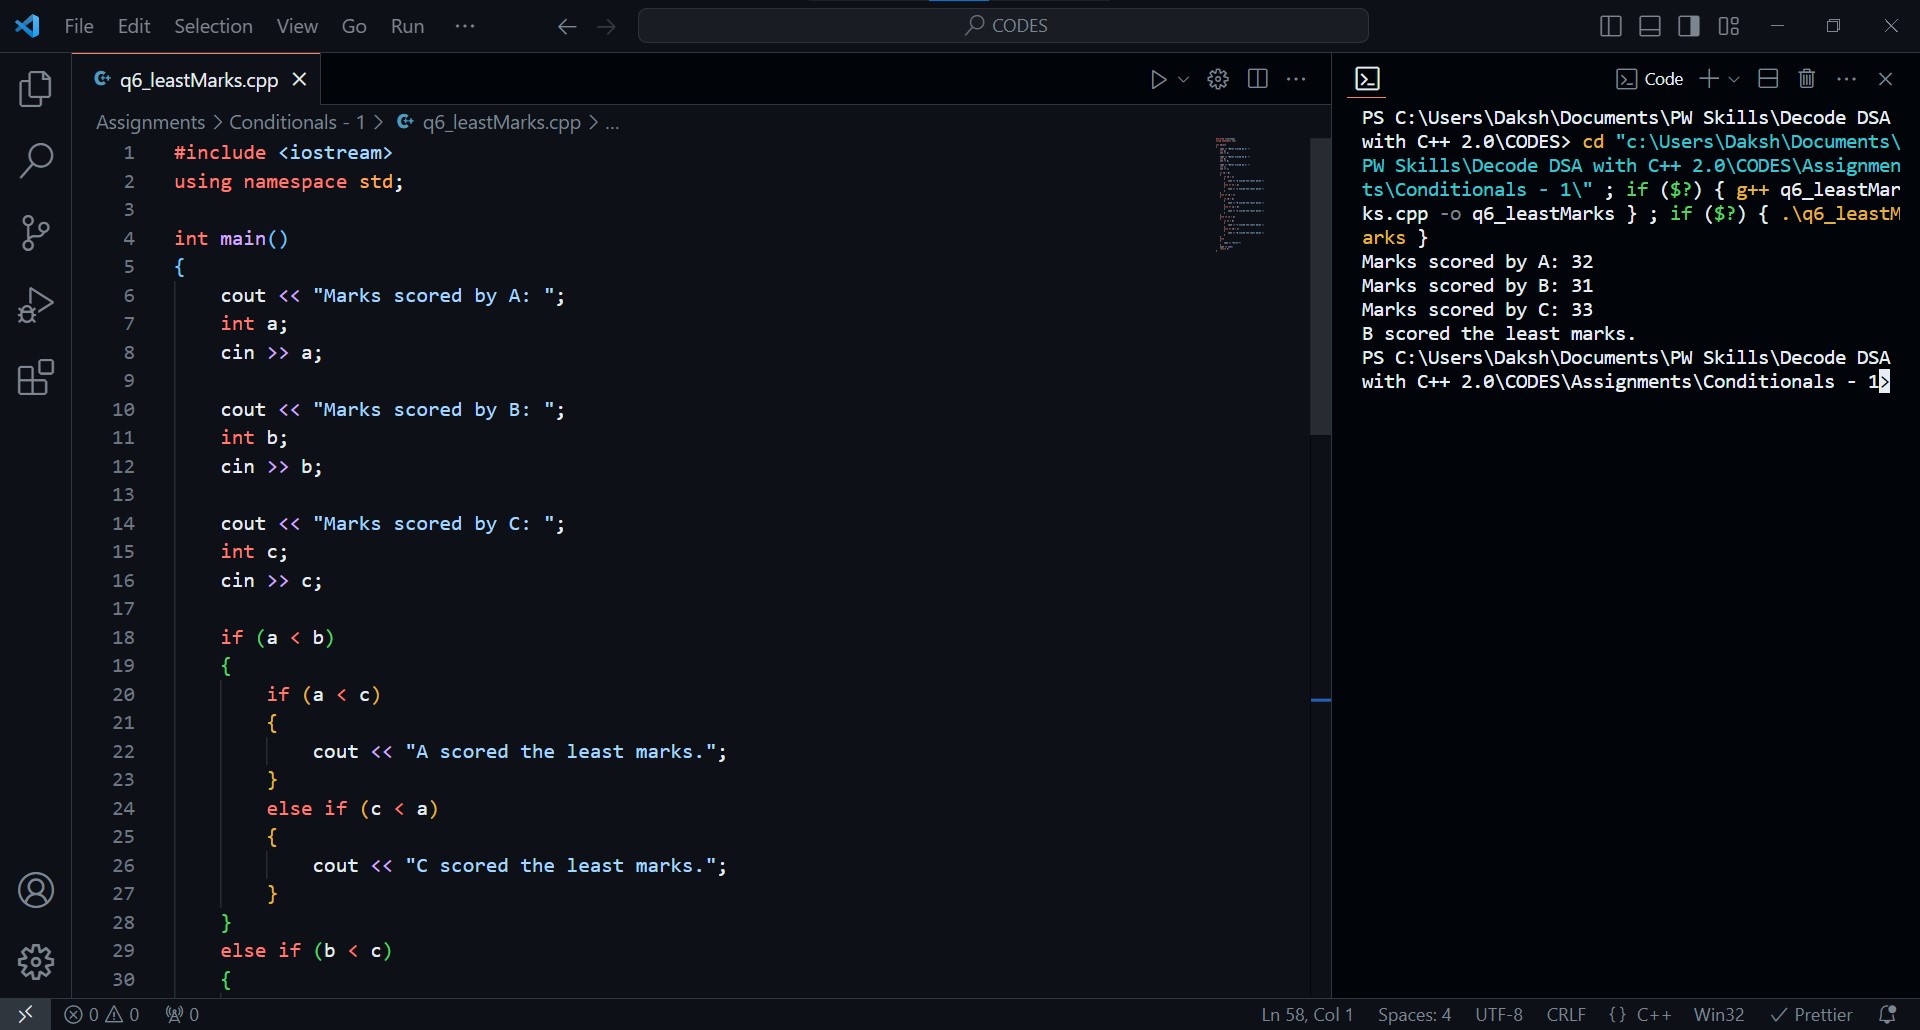 File Edit Selection View Go Run ···
CODES
q6_leastMarks.cpp
Code
Assignments > Conditionals - 1 > q6_leastMarks.cpp > ...
1 #include <iostream>
2 using namespace std;
3
4 int main()
5 {
6 cout << "Marks scored by A: ";
7 int a;
8 cin >> a;
9
10 cout << "Marks scored by B: ";
11 int b;
12 cin >> b;
13
14 cout << "Marks scored by C: ";
15 int c;
16 cin >> c;
17
18 if (a < b)
19 {
20 if (a < c)
21 {
22 cout << "A scored the least marks.";
23 }
24 else if (c < a)
25 {
26 cout << "C scored the least marks.";
27 }
28 }
29 else if (b < c)
30 {
PS C:\Users\Daksh\Documents\PW Skills\Decode DSA
with C++ 2.0\CODES> cd "c:\Users\Daksh\Documents\
PW Skills\Decode DSA with C++ 2.0\CODES\Assignmen
ts\Conditionals - 1\" ; if ($?) { g++ q6_leastMar
ks.cpp -o q6_leastMarks } ; if ($?) { .\q6_leastM
arks }
Marks scored by A: 32
Marks scored by B: 31
Marks scored by C: 33
B scored the least marks.
PS C:\Users\Daksh\Documents\PW Skills\Decode DSA
with C++ 2.0\CODES\Assignments\Conditionals - 1>
0 0 0
Ln 58, Col 1 Spaces: 4 UTF-8 CRLF {} C++ Win32 Prettier